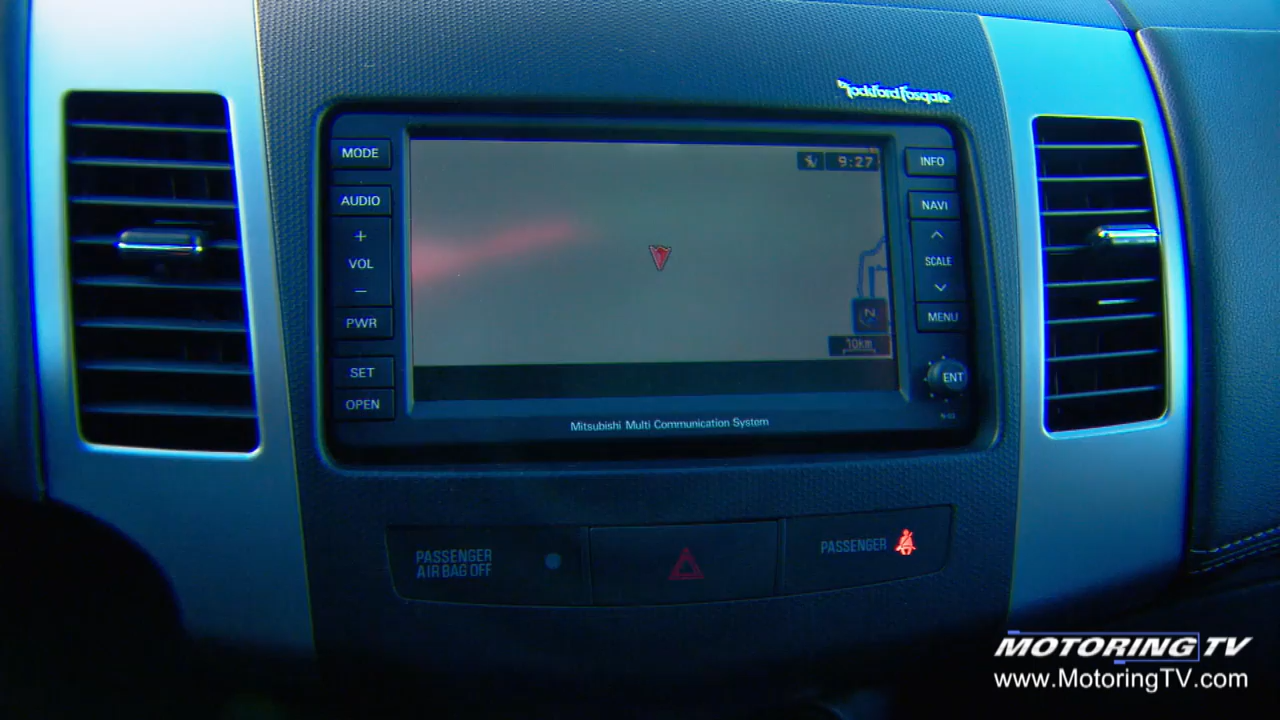 Rockford Fosgate
MODE
AUDIO
+
VOL
−
PWR
SET
OPEN
9:27
N
10km
INFO
NAVI
SCALE
MENU
ENT
Mitsubishi Multi Communication System
PASSENGER
AIR BAG OFF
PASSENGER
MOTORING TV
www.MotoringTV.com